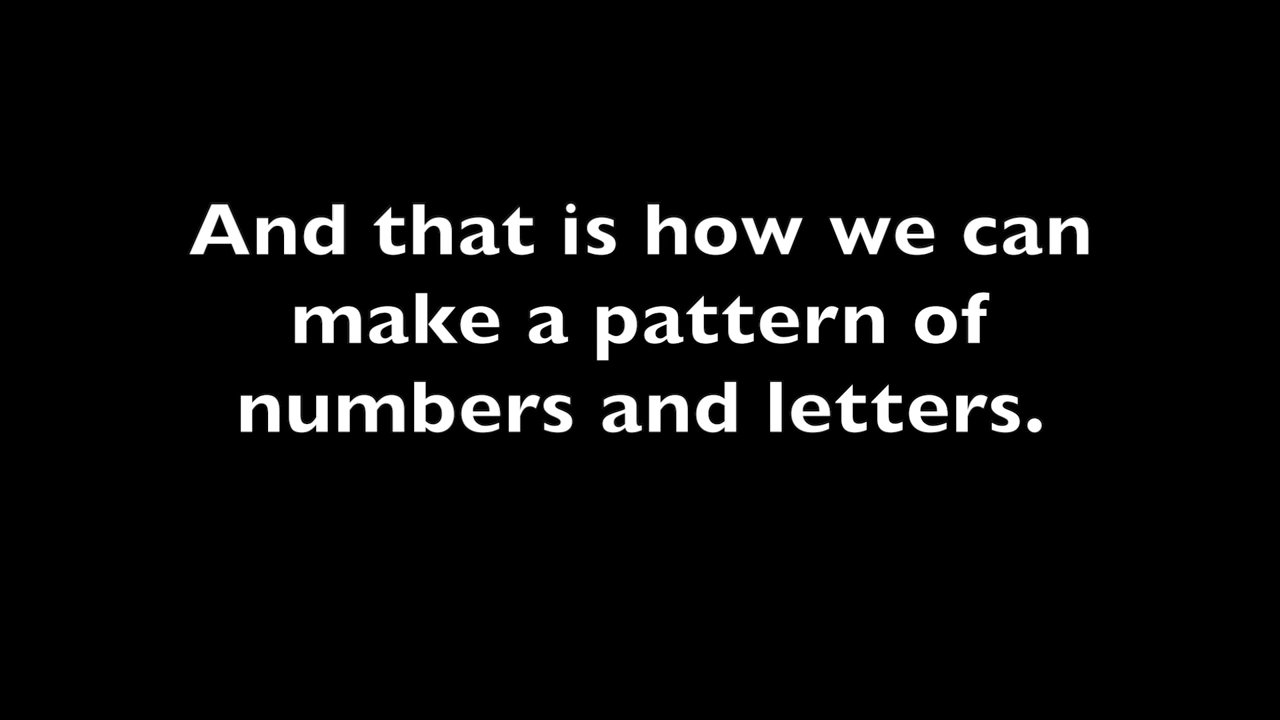 And that is how we can
make a pattern of
numbers and letters.